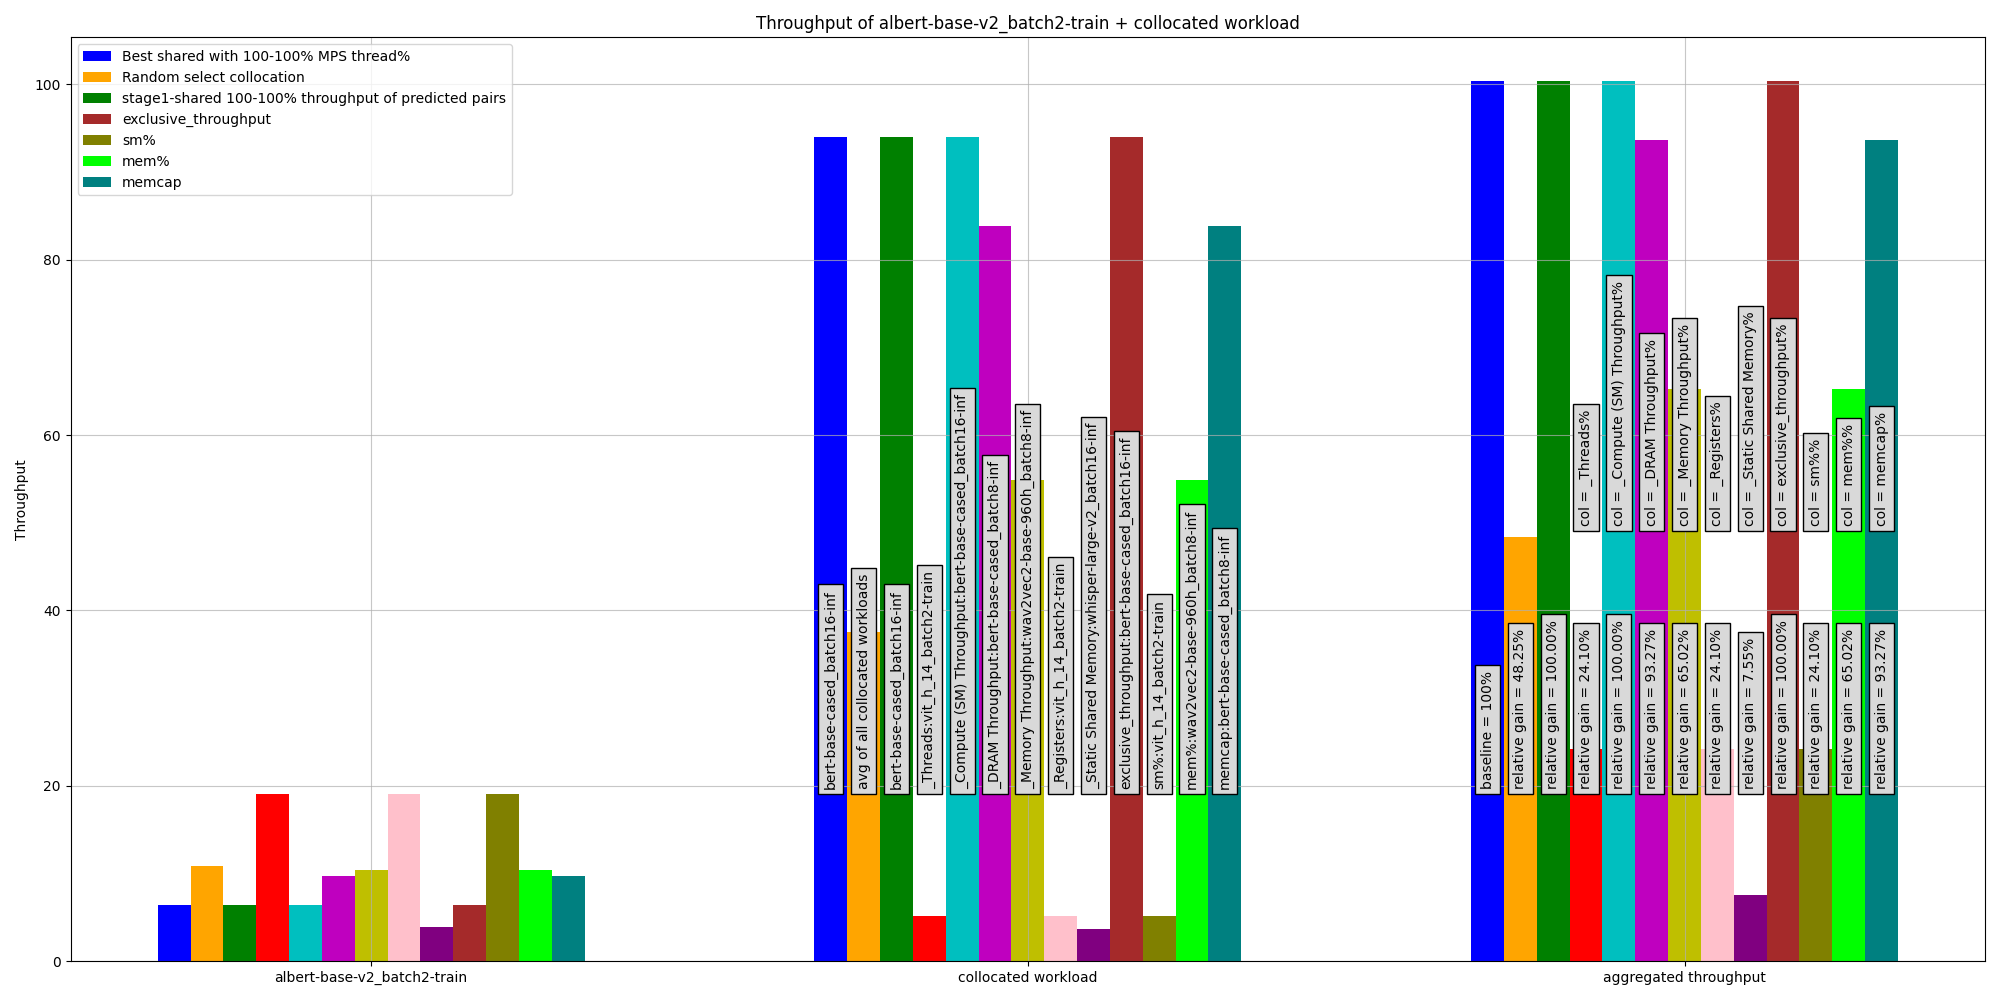 Throughput of albert-base-v2_batch2-train + collocated workload
Best shared with 100-100% MPS thread%
Random select collocation
stage1-shared 100-100% throughput of predicted pairs
exclusive_throughput
sm%
mem%
memcap
Throughput
100
80
60
40
20
0
bert-base-cased_batch16-inf
avg of all collocated workloads
bert-base-cased_batch16-inf
_Threads:vit_h_14_batch2-train
_Compute (SM) Throughput:bert-base-cased_batch16-inf
_DRAM Throughput:bert-base-cased_batch8-inf
_Memory Throughput:wav2vec2-base-960h_batch8-inf
_Registers:vit_h_14_batch2-train
_Static Shared Memory:whisper-large-v2_batch16-inf
exclusive_throughput:bert-base-cased_batch16-inf
sm%:vit_h_14_batch2-train
mem%:wav2vec2-base-960h_batch8-inf
memcap:bert-base-cased_batch8-inf
col = _Threads%
col = _Compute (SM) Throughput%
col = _DRAM Throughput%
col = _Memory Throughput%
col = _Registers%
col = _Static Shared Memory%
col = exclusive_throughput%
col = sm%%
col = mem%%
col = memcap%
baseline = 100%
relative gain = 48.25%
relative gain = 100.00%
relative gain = 24.10%
relative gain = 100.00%
relative gain = 93.27%
relative gain = 65.02%
relative gain = 24.10%
relative gain = 7.55%
relative gain = 100.00%
relative gain = 24.10%
relative gain = 65.02%
relative gain = 93.27%
albert-base-v2_batch2-train
collocated workload
aggregated throughput